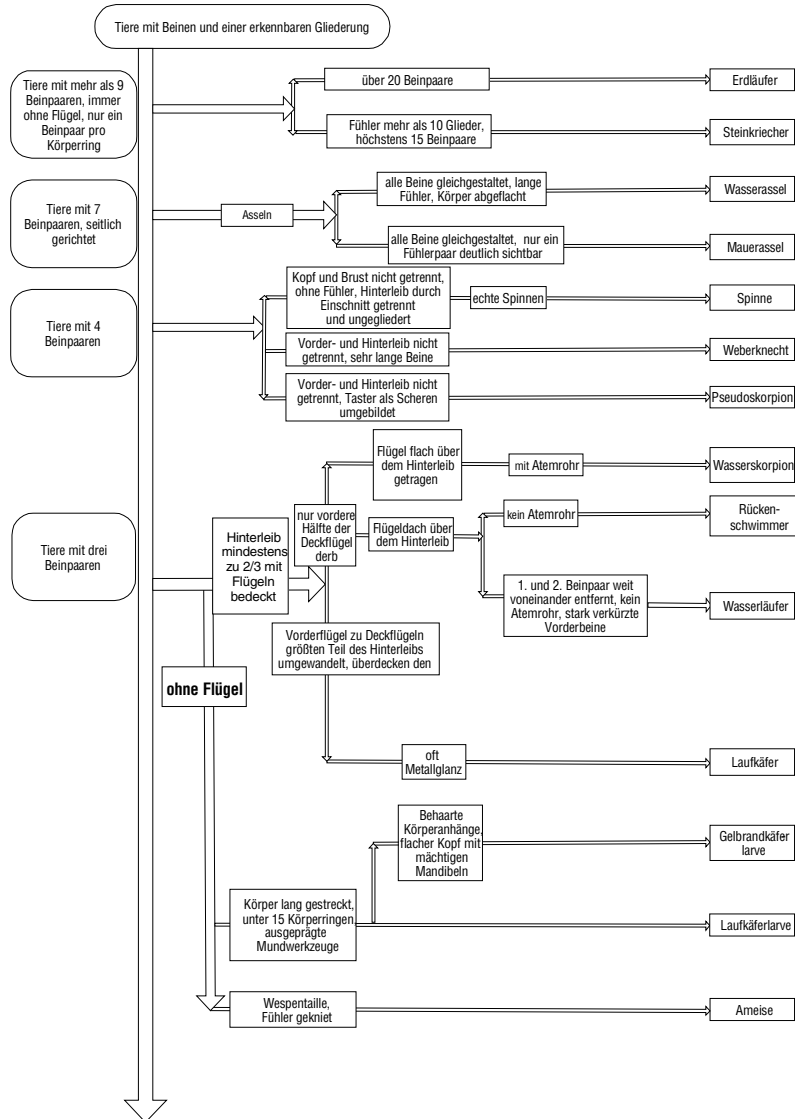 Tiere mit Beinen und einer erkennbaren Gliederung
Tiere mit mehr als 9
Beinpaaren, immer
ohne Flügel, nur ein
Beinpaar pro
Körperring
über 20 Beinpaare
Erdläufer
Fühler mehr als 10 Glieder,
höchstens 15 Beinpaare
Steinkriecher
Tiere mit 7
Beinpaaren, seitlich
gerichtet
Asseln
alle Beine gleichgestaltet, lange
Fühler, Körper abgeflacht
Wasserassel
alle Beine gleichgestaltet, nur ein
Fühlerpaar deutlich sichtbar
Mauerassel
Tiere mit 4
Beinpaaren
Kopf und Brust nicht getrennt,
ohne Fühler, Hinterleib durch
Einschnitt getrennt
und ungegliedert
echte Spinnen
Spinne
Vorder- und Hinterleib nicht
getrennt, sehr lange Beine
Weberknecht
Vorder- und Hinterleib nicht
getrennt, Taster als Scheren
umgebildet
Pseudoskorpion
Tiere mit drei
Beinpaaren
Hinterleib
mindestens
zu 2/3 mit
Flügeln
bedeckt
nur vordere
Hälfte der
Deckflügel
derb
Flügel flach über
dem Hinterleib
getragen
mit Atemrohr
Wasserskorpion
Flügeldach über
dem Hinterleib
kein Atemrohr
Rücken-
schwimmer
1. und 2. Beinpaar weit
voneinander entfernt, kein
Atemrohr, stark verkürzte
Vorderbeine
Wasserläufer
Vorderflügel zu Deckflügeln
größten Teil des Hinterleibs
umgewandelt, überdecken den
oft
Metallglanz
Laufkäfer
ohne Flügel
Behaarte
Körperanhänge,
flacher Kopf mit
mächtigen
Mandibeln
Gelbrandkäfer
larve
Körper lang gestreckt,
unter 15 Körperringen,
ausgeprägte
Mundwerkzeuge
Laufkäferlarve
Wespentaille,
Fühler gekniet
Ameise